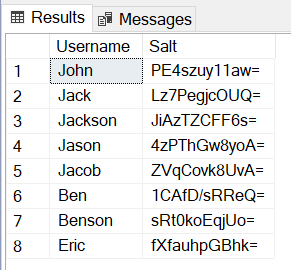 Results Messages
Username Salt
1 John PE4szuy11aw=
2 Jack Lz7PegjcOUQ=
3 Jackson JiAzTZCFF6s=
4 Jason 4zPThGw8yoA=
5 Jacob ZVqCovk8UvA=
6 Ben 1CAfD/sRReQ=
7 Benson sRt0koEqjUo=
8 Eric fXfauhpGBhk=